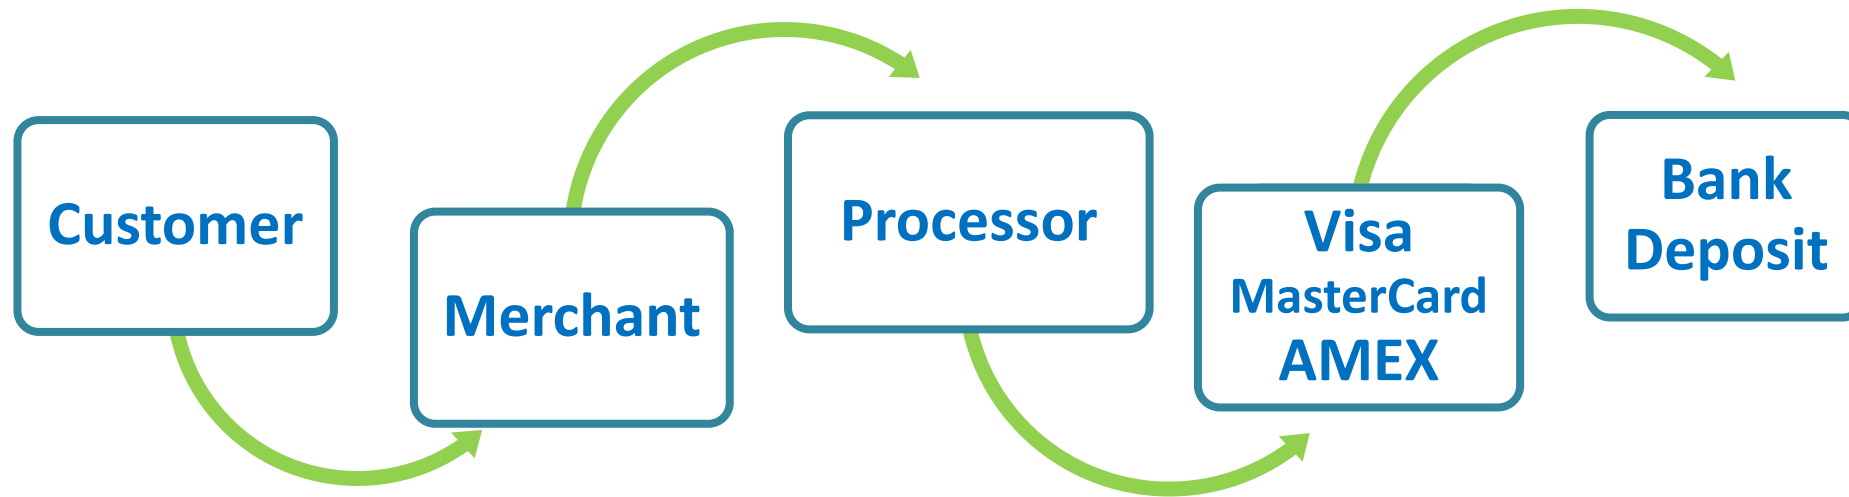 Customer
Merchant
Processor
Visa
MasterCard
AMEX
Bank
Deposit